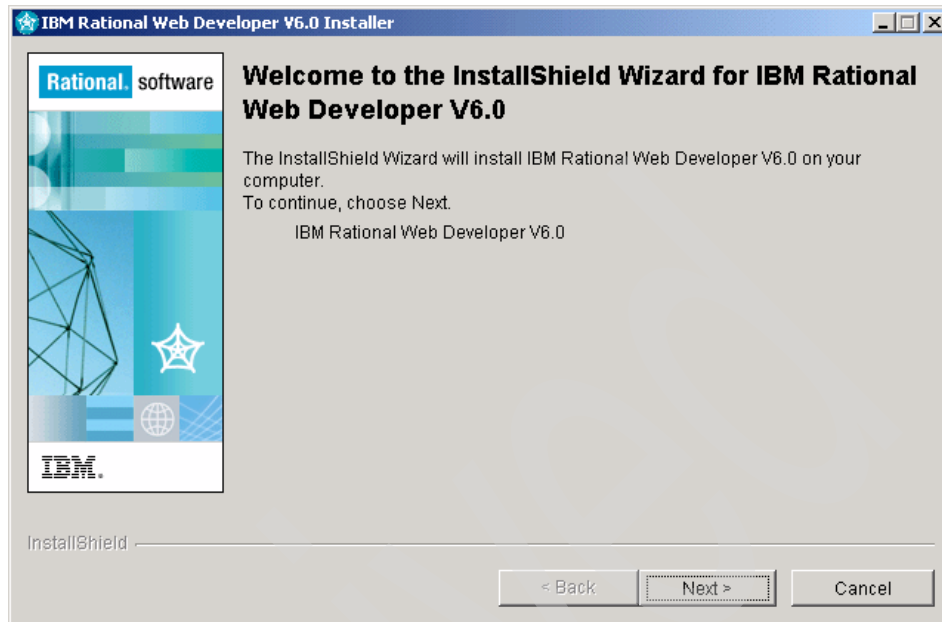 IBM Rational Web Developer V6.0 Installer
Rational. software
Welcome to the InstallShield Wizard for IBM Rational
Web Developer V6.0
The InstallShield Wizard will install IBM Rational Web Developer V6.0 on your
computer.
To continue, choose Next.
IBM Rational Web Developer V6.0
IBM.
InstallShield
< Back
Next >
Cancel